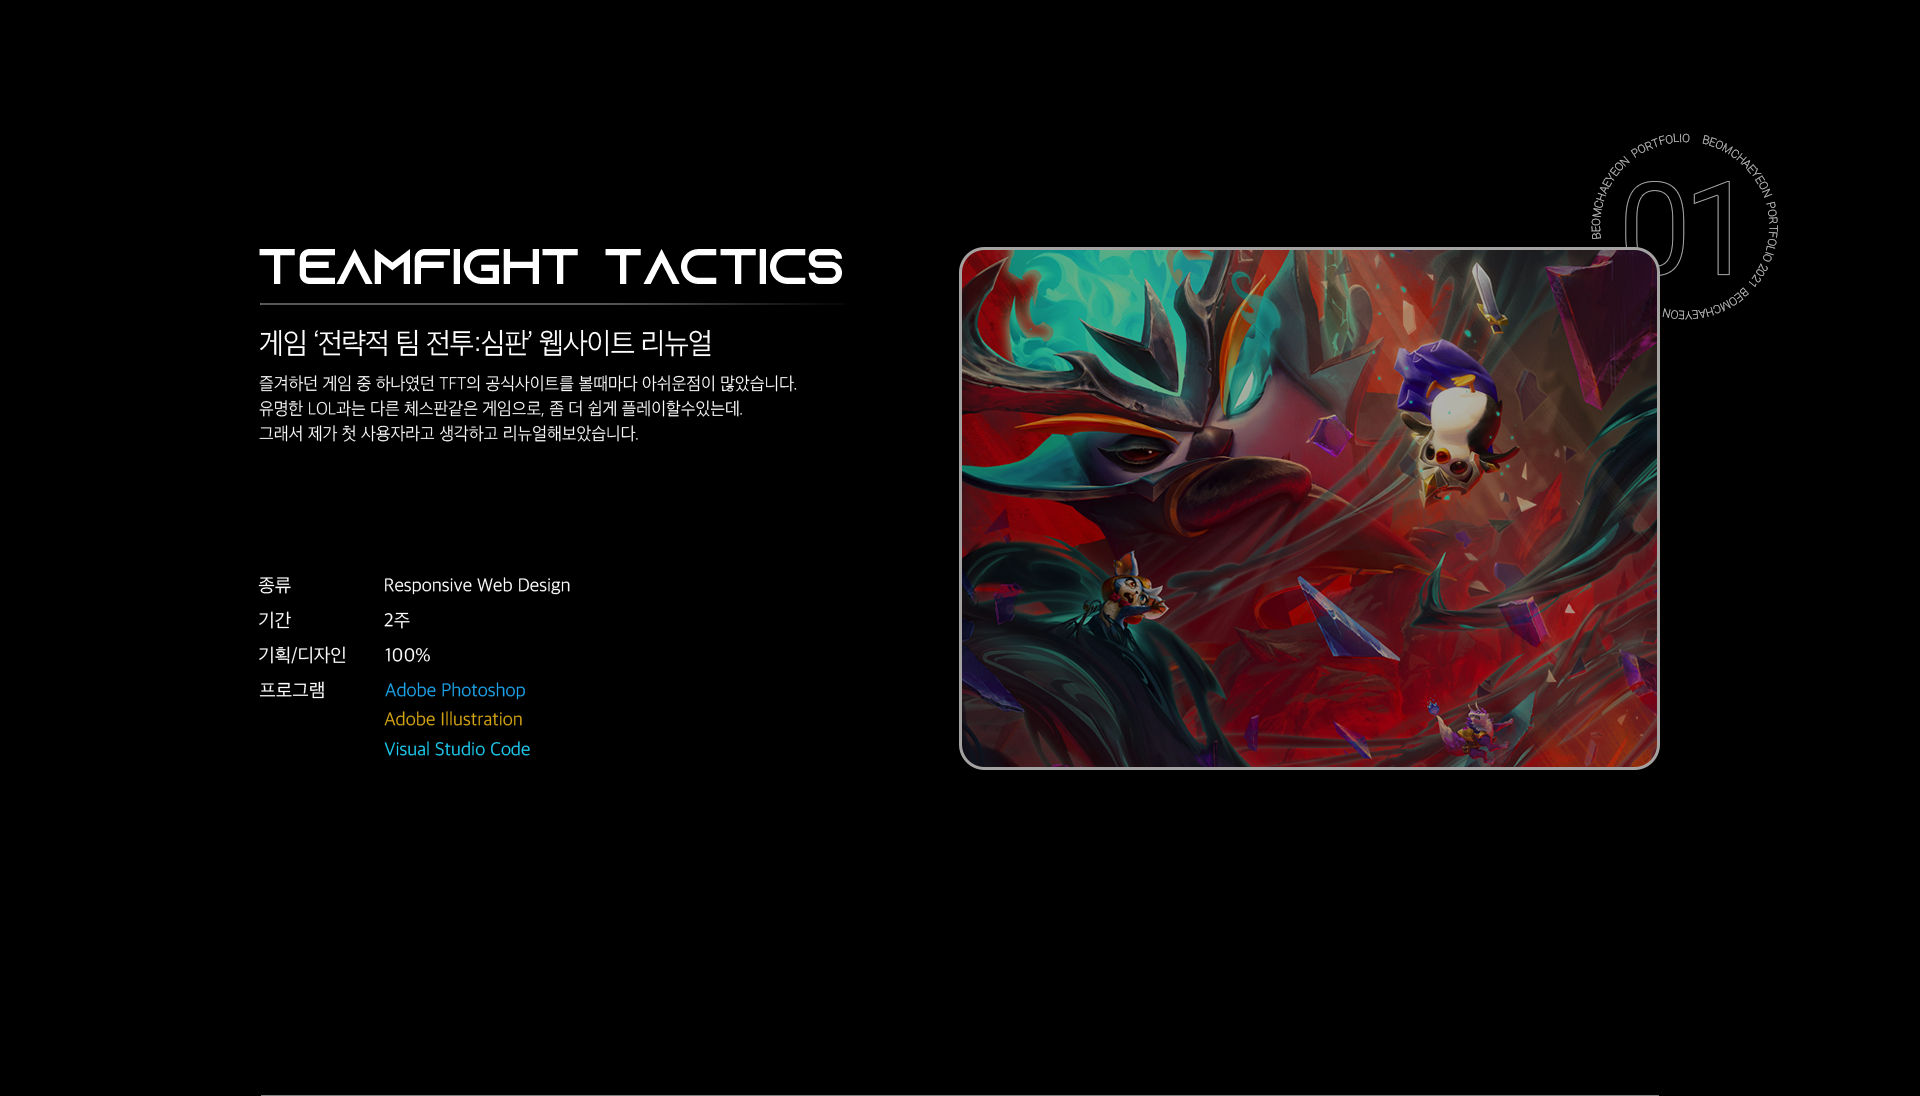 BEOMCHAEYEON PORTFOLIO BEOMCHAEYEON PORTFOLIO 2021 BEOMCHAEYEON
01
TEAMFIGHT TACTICS
게임 ‘전략적 팀 전투:심판’ 웹사이트 리뉴얼
즐겨하던 게임 중 하나였던 TFT의 공식사이트를 볼때마다 아쉬운점이 많았습니다.
유명한 LOL과는 다른 체스판같은 게임으로, 좀 더 쉽게 플레이할수있는데.
그래서 제가 첫 사용자라고 생각하고 리뉴얼해보았습니다.
종류 Responsive Web Design
기간 2주
기획/디자인 100%
프로그램 Adobe Photoshop
Adobe Illustration
Visual Studio Code